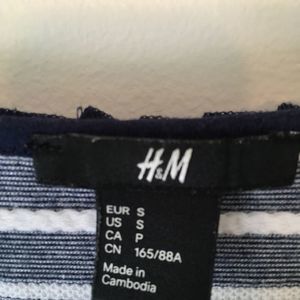 H&M
EUR S
US S
CA P
CN 165/88A
Made in
Cambodia